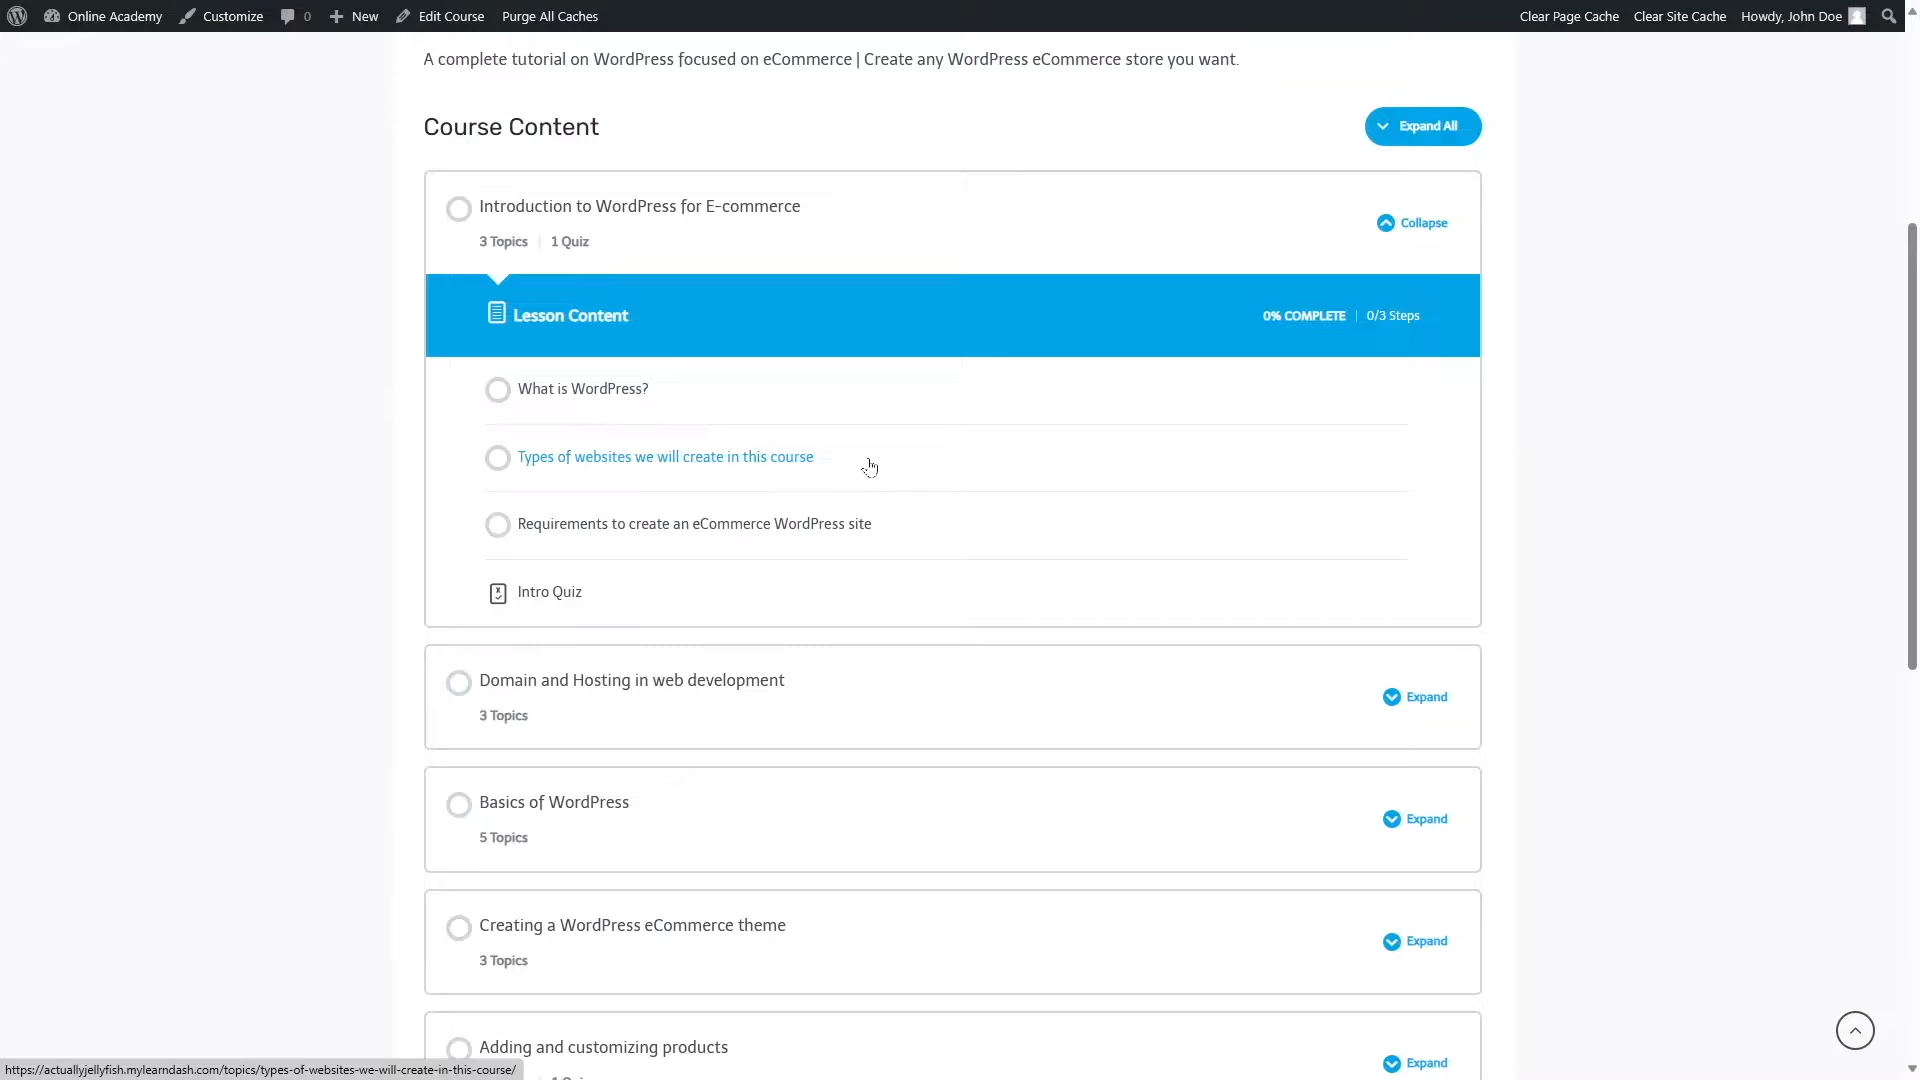 Online Academy Customize 0 New Edit Course Purge All Caches Clear Page Cache Clear Site Cache Howdy, John Doe
A complete tutorial on WordPress focused on eCommerce | Create any WordPress eCommerce store you want.
Course Content Expand All
Introduction to WordPress for E-commerce
Collapse
3 Topics | 1 Quiz
Lesson Content 0% COMPLETE | 0/3 Steps
What is WordPress?
Types of websites we will create in this course
Requirements to create an eCommerce WordPress site
Intro Quiz
Domain and Hosting in web development
Expand
3 Topics
Basics of WordPress
Expand
5 Topics
Creating a WordPress eCommerce theme
Expand
3 Topics
Adding and customizing products
Expand
https://actuallyjellyfish.mylearndash.com/topics/types-of-websites-we-will-create-in-this-course/